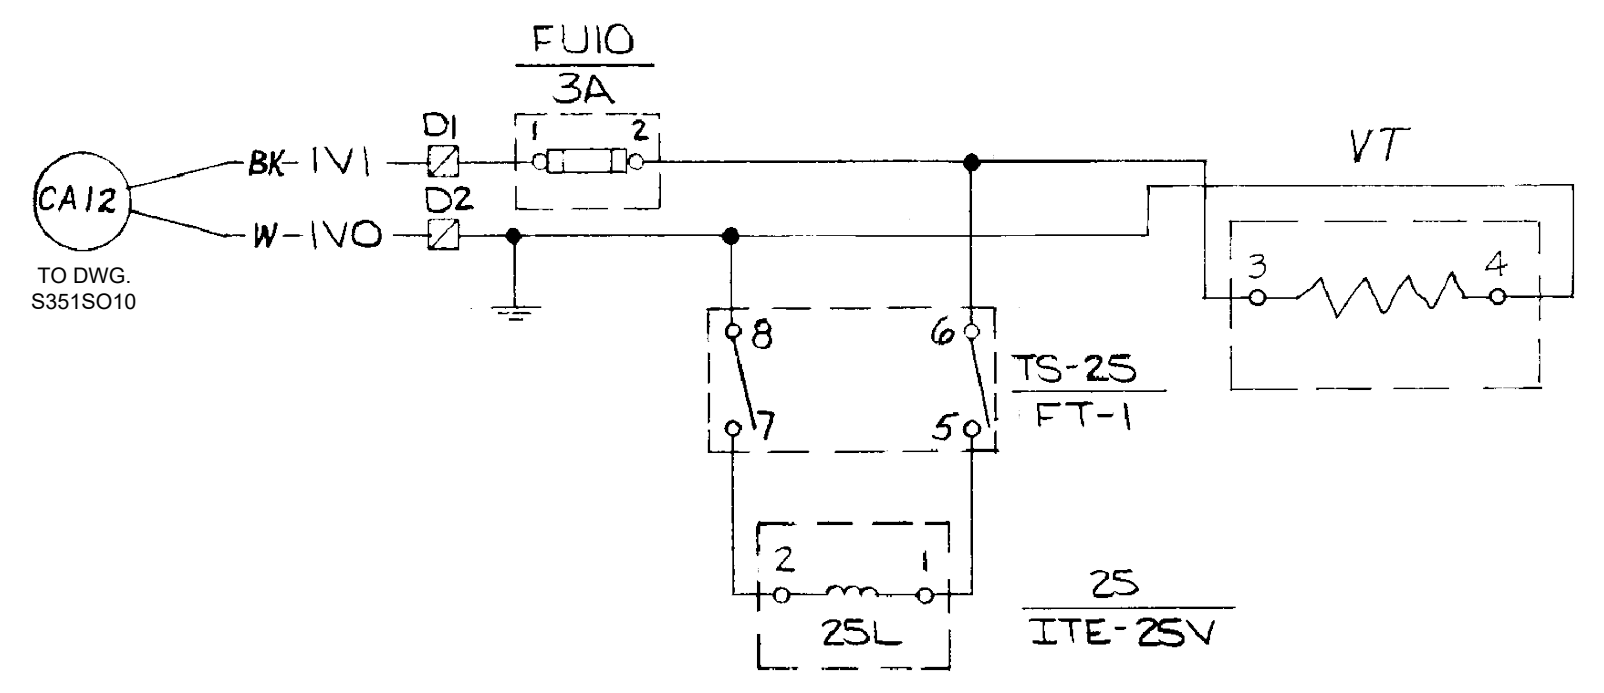 FU10
3A
D1
1 2
VT
BK-1V1
CA12
D2
W-1V0
TO DWG.
S351SO10
3 4
8 6
TS-25
FT-1
7 5
2 1
25L
25
ITE-25V